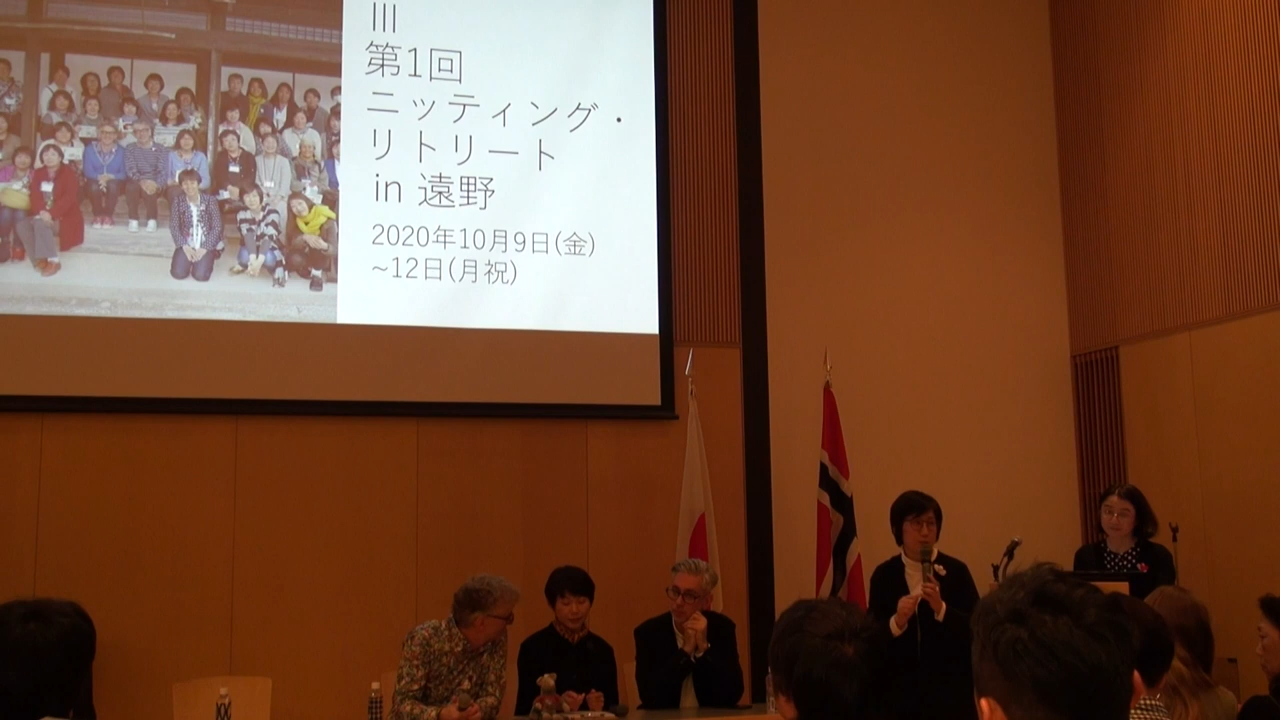 III
第1回
ニッティング・
リトリート
in 遠野
2020年10月9日(金)
~12日(月祝)